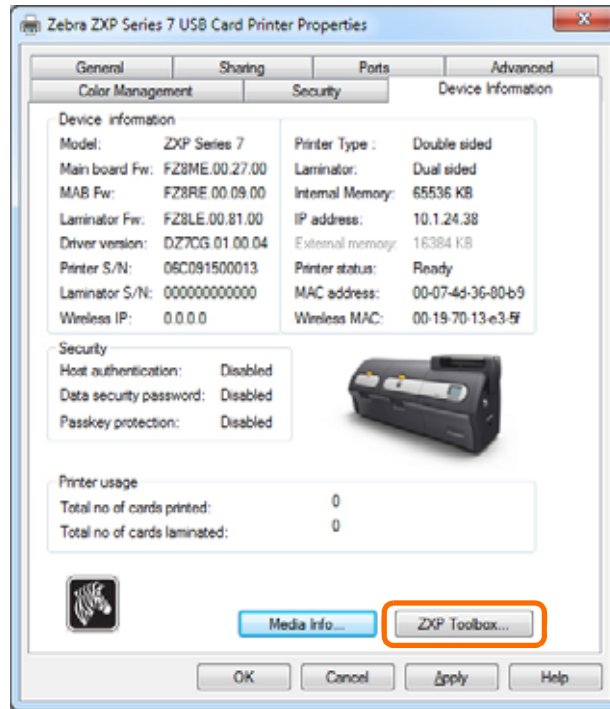 Zebra ZXP Series 7 USB Card Printer Properties
General Sharing Ports Advanced
Color Management Security Device Information
Device information
Model: ZXP Series 7 Printer Type : Double sided
Main board Fw: FZ8ME.00.27.00 Laminator: Dual sided
MAB Fw: FZ8RE.00.09.00 Internal Memory: 65536 KB
Laminator Fw: FZ8LE.00.81.00 IP address: 10.1.24.38
Driver version: DZ7CG.01.00.04 External memory: 16384 KB
Printer S/N: 06C091500013 Printer status: Ready
Laminator S/N: 000000000000 MAC address: 00-07-4d-36-80-b9
Wireless IP: 0.0.0.0 Wireless MAC: 00-19-70-13-e3-5f
Security
Host authentication: Disabled
Data security password: Disabled
Passkey protection: Disabled
Printer usage
Total no of cards printed: 0
Total no of cards laminated: 0
Media Info... ZXP Toolbox...
OK Cancel Apply Help